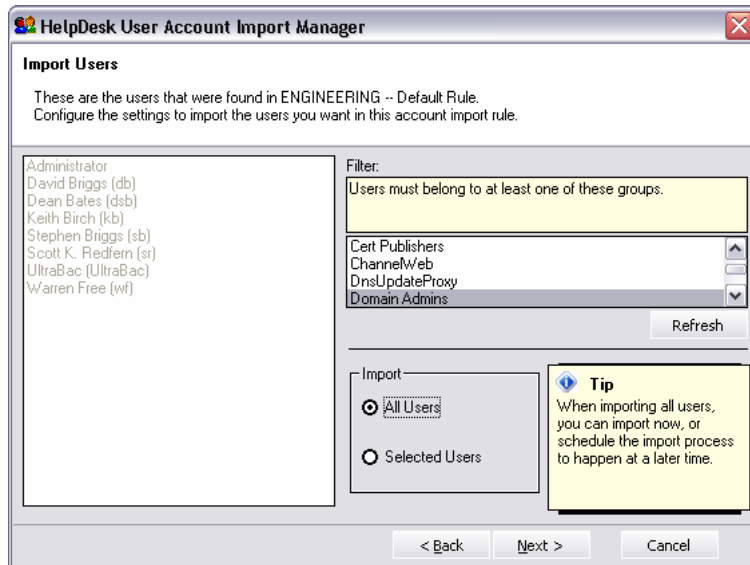 HelpDesk User Account Import Manager
Import Users
These are the users that were found in ENGINEERING -- Default Rule.
Configure the settings to import the users you want in this account import rule.
Administrator
David Briggs (db)
Dean Bates (dsb)
Keith Birch (kb)
Stephen Briggs (sb)
Scott K. Redfern (sr)
UltraBac (UltraBac)
Warren Free (wf)
Filter:
Users must belong to at least one of these groups.
Cert Publishers
ChannelWeb
DnsUpdateProxy
Domain Admins
Refresh
Import
All Users
Selected Users
Tip
When importing all users,
you can import now, or
schedule the import process
to happen at a later time.
< Back
Next >
Cancel